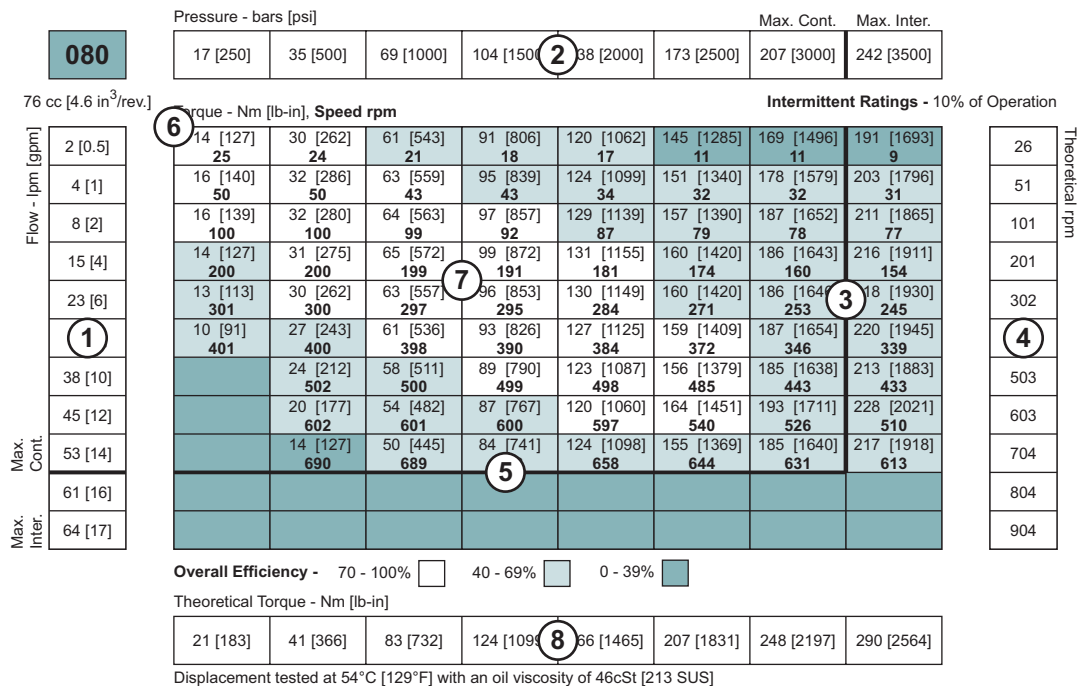 Pressure - bars [psi] Max. Cont. Max. Inter.
080 17 [250] 35 [500] 69 [1000] 104 [150 2 38 [2000] 173 [2500] 207 [3000] 242 [3500]
76 cc [4.6 in3/rev.] Torque - Nm [lb-in], Speed rpm Intermittent Ratings - 10% of Operation
6
Flow - lpm [gpm]
Theoretical rpm
2 [0.5] 14 [127] 30 [262] 61 [543] 91 [806] 120 [1062] 145 [1285] 169 [1496] 191 [1693] 26
25 24 21 18 17 11 11 9
4 [1] 16 [140] 32 [286] 63 [559] 95 [839] 124 [1099] 151 [1340] 178 [1579] 203 [1796] 51
50 50 43 43 34 32 32 31
8 [2] 16 [139] 32 [280] 64 [563] 97 [857] 129 [1139] 157 [1390] 187 [1652] 211 [1865] 101
100 100 99 92 87 79 78 77
15 [4] 14 [127] 31 [275] 65 [572] 99 [872] 131 [1155] 160 [1420] 186 [1643] 216 [1911] 201
200 200 199 191 181 174 160 154
7
23 [6] 13 [113] 30 [262] 63 [557 96 [853] 130 [1149] 160 [1420] 186 [164 3 18 [1930] 302
301 300 297 295 284 271 253 245
1 10 [91] 27 [243] 61 [536] 93 [826] 127 [1125] 159 [1409] 187 [1654] 220 [1945] 4
401 400 398 390 384 372 346 339
38 [10] 24 [212] 58 [511] 89 [790] 123 [1087] 156 [1379] 185 [1638] 213 [1883] 503
502 500 499 498 485 443 433
45 [12] 20 [177] 54 [482] 87 [767] 120 [1060] 164 [1451] 193 [1711] 228 [2021] 603
602 601 600 597 540 526 510
Max. Cont.
53 [14] 14 [127] 50 [445] 84 [741] 124 [1098] 155 [1369] 185 [1640] 217 [1918] 704
690 689 5 658 644 631 613
61 [16] 804
Max. Inter.
64 [17] 904
Overall Efficiency - 70 - 100% 40 - 69% 0 - 39%
Theoretical Torque - Nm [lb-in]
21 [183] 41 [366] 83 [732] 124 [1099 8 66 [1465] 207 [1831] 248 [2197] 290 [2564]
Displacement tested at 54°C [129°F] with an oil viscosity of 46cSt [213 SUS]